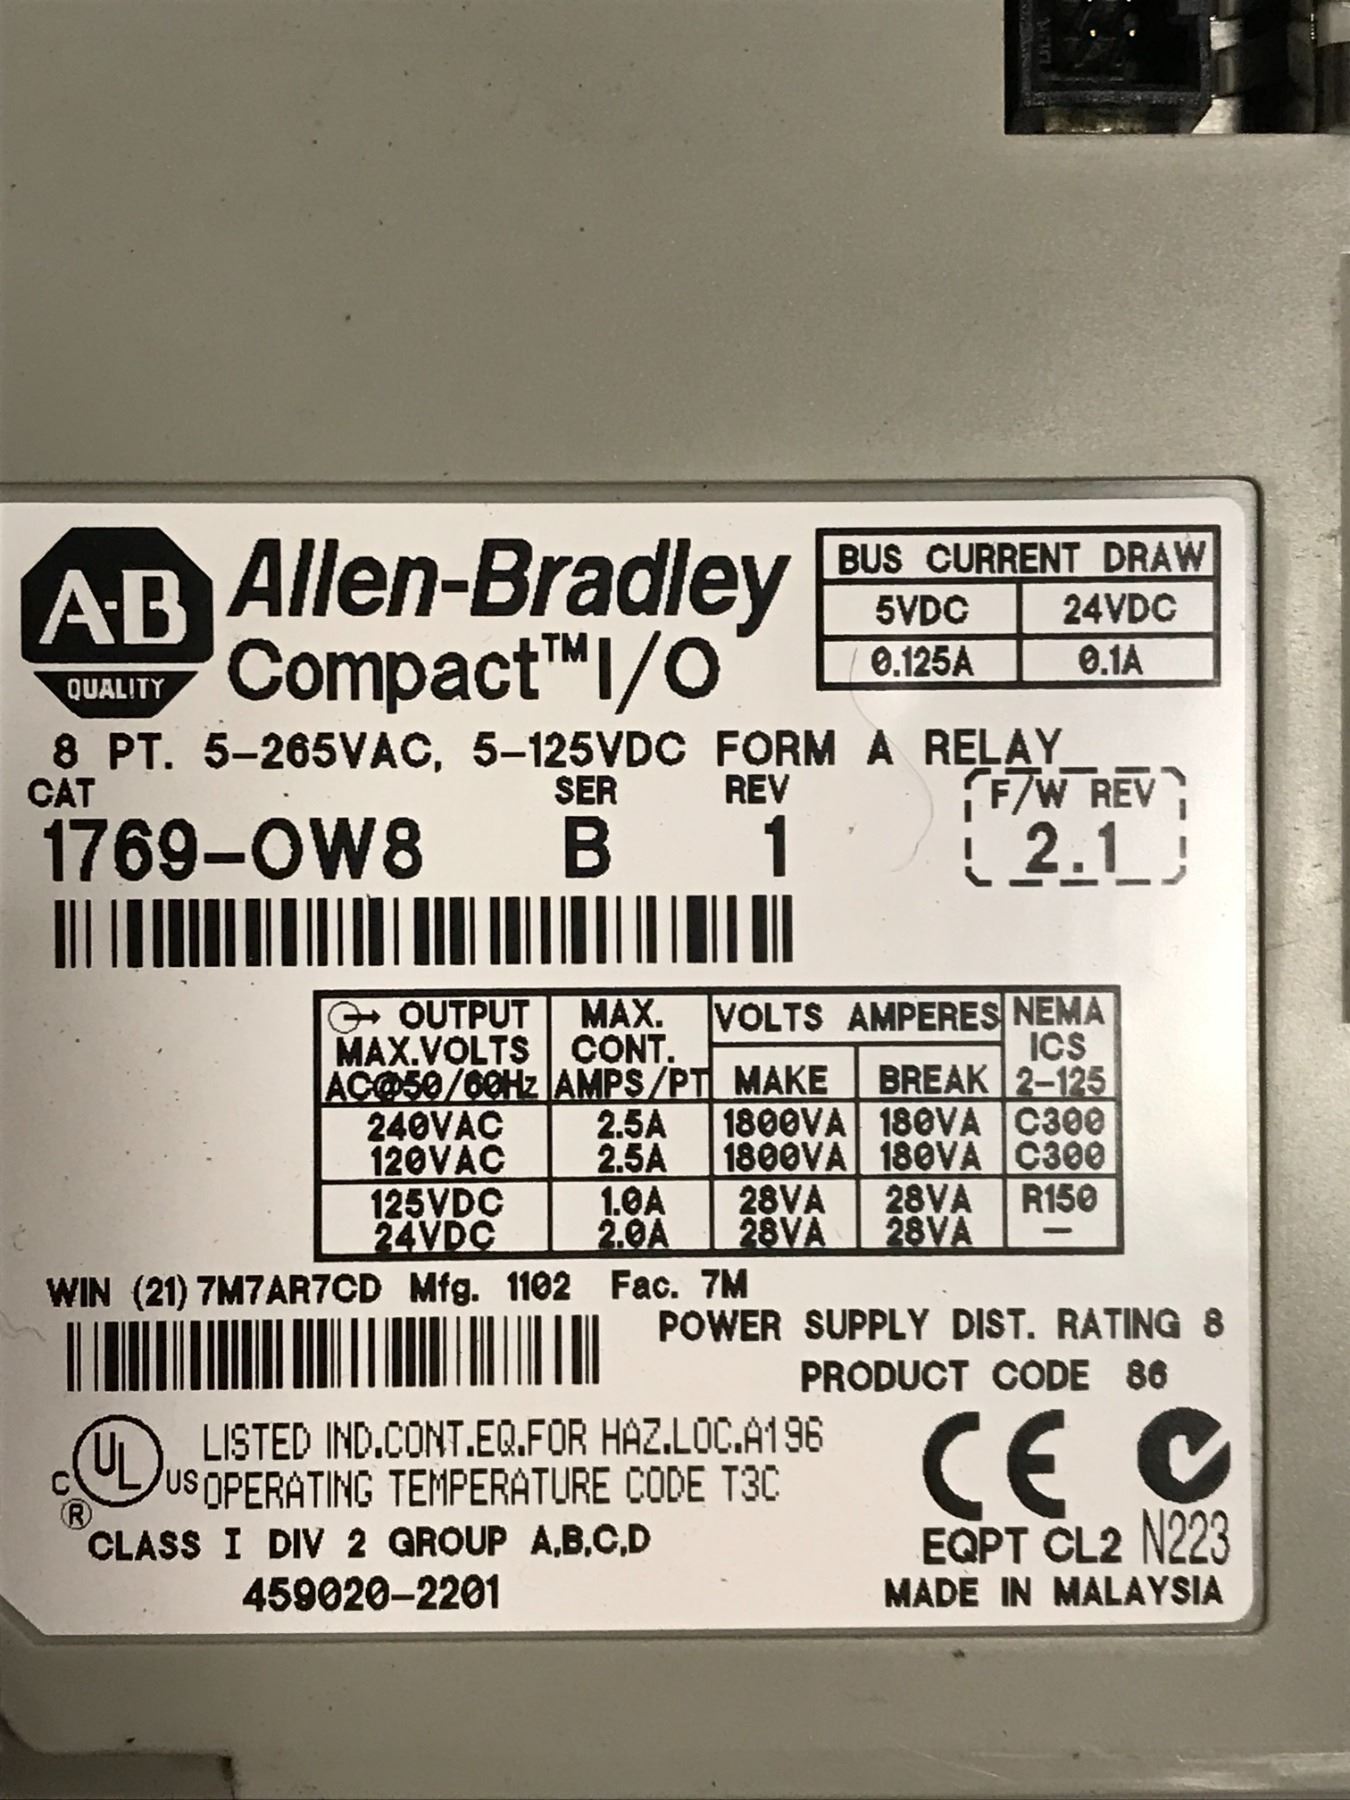 A-B
QUALITY
Allen-Bradley
Compact™ I/O
BUS CURRENT DRAW
5VDC 24VDC
0.125A 0.1A
8 PT. 5-265VAC, 5-125VDC FORM A RELAY
CAT SER REV F/W REV
1769-OW8 B 1 2.1
OUTPUT MAX. VOLTS AMPERES NEMA
MAX.VOLTS CONT. ICS
AC@50/60Hz AMPS/PT MAKE BREAK 2-125
240VAC 2.5A 1800VA 180VA C300
120VAC 2.5A 1800VA 180VA C300
125VDC 1.0A 28VA 28VA R150
24VDC 2.0A 28VA 28VA —
WIN (21) 7M7AR7CD Mfg. 1102 Fac. 7M
POWER SUPPLY DIST. RATING 8
PRODUCT CODE 86
C UL US ®
LISTED IND.CONT.EQ.FOR HAZ.LOC.A196
OPERATING TEMPERATURE CODE T3C
CLASS I DIV 2 GROUP A,B,C,D
459020-2201
CE
EQPT CL2 N223
MADE IN MALAYSIA